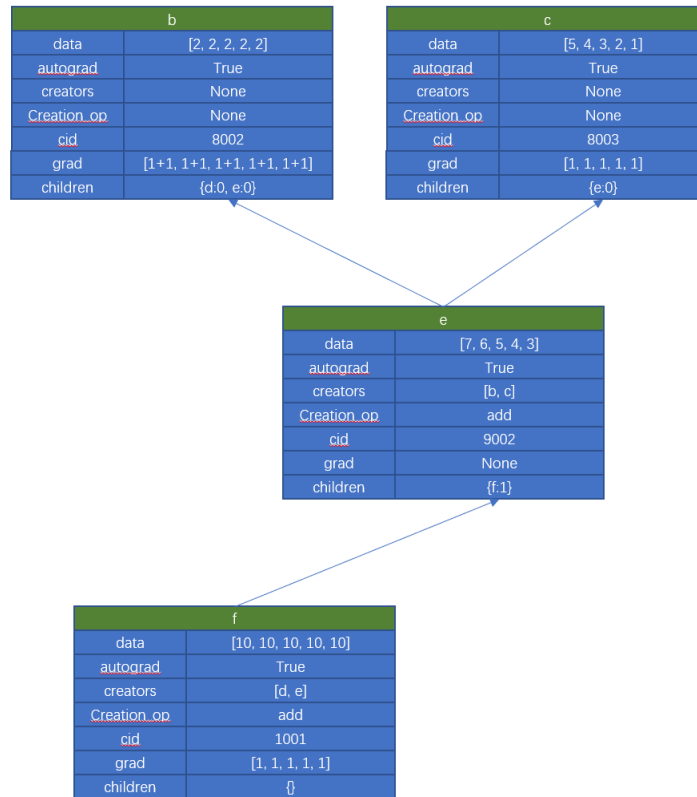 b
data [2, 2, 2, 2, 2]
autograd True
creators None
Creation_op None
cid 8002
grad [1+1, 1+1, 1+1, 1+1, 1+1]
children {d:0, e:0}
c
data [5, 4, 3, 2, 1]
autograd True
creators None
Creation_op None
cid 8003
grad [1, 1, 1, 1, 1]
children {e:0}
e
data [7, 6, 5, 4, 3]
autograd True
creators [b, c]
Creation_op add
cid 9002
grad None
children {f:1}
f
data [10, 10, 10, 10, 10]
autograd True
creators [d, e]
Creation_op add
cid 1001
grad [1, 1, 1, 1, 1]
children {}